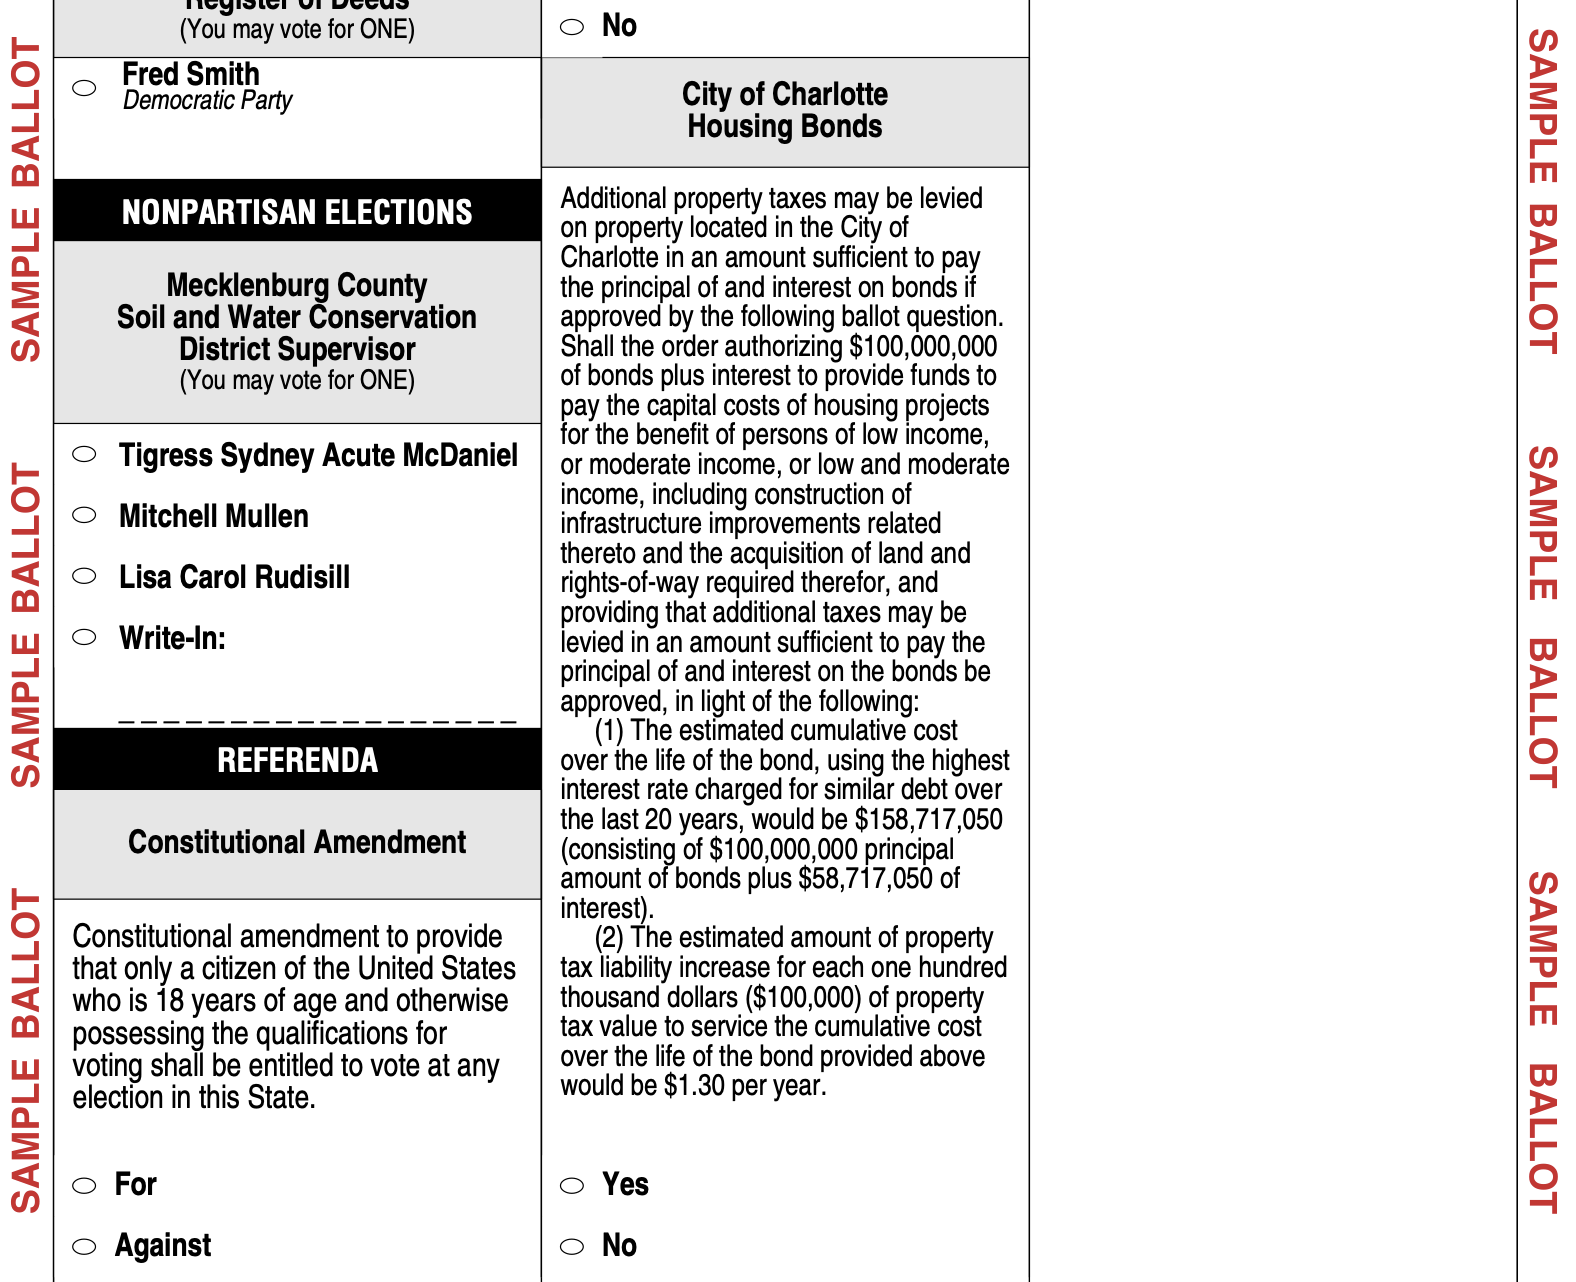 SAMPLE BALLOT
SAMPLE BALLOT
SAMPLE BALLOT
Register of Deeds
(You may vote for ONE)
Fred Smith
Democratic Party
NONPARTISAN ELECTIONS
Mecklenburg County
Soil and Water Conservation
District Supervisor
(You may vote for ONE)
Tigress Sydney Acute McDaniel
Mitchell Mullen
Lisa Carol Rudisill
Write-In:
REFERENDA
Constitutional Amendment
Constitutional amendment to provide
that only a citizen of the United States
who is 18 years of age and otherwise
possessing the qualifications for
voting shall be entitled to vote at any
election in this State.
For
Against
No
City of Charlotte
Housing Bonds
Additional property taxes may be levied
on property located in the City of
Charlotte in an amount sufficient to pay
the principal of and interest on bonds if
approved by the following ballot question.
Shall the order authorizing $100,000,000
of bonds plus interest to provide funds to
pay the capital costs of housing projects
for the benefit of persons of low income,
or moderate income, or low and moderate
income, including construction of
infrastructure improvements related
thereto and the acquisition of land and
rights-of-way required therefor, and
providing that additional taxes may be
levied in an amount sufficient to pay the
principal of and interest on the bonds be
approved, in light of the following:
(1) The estimated cumulative cost
over the life of the bond, using the highest
interest rate charged for similar debt over
the last 20 years, would be $158,717,050
(consisting of $100,000,000 principal
amount of bonds plus $58,717,050 of
interest).
(2) The estimated amount of property
tax liability increase for each one hundred
thousand dollars ($100,000) of property
tax value to service the cumulative cost
over the life of the bond provided above
would be $1.30 per year.
Yes
No
SAMPLE BALLOT
SAMPLE BALLOT
SAMPLE BALLOT